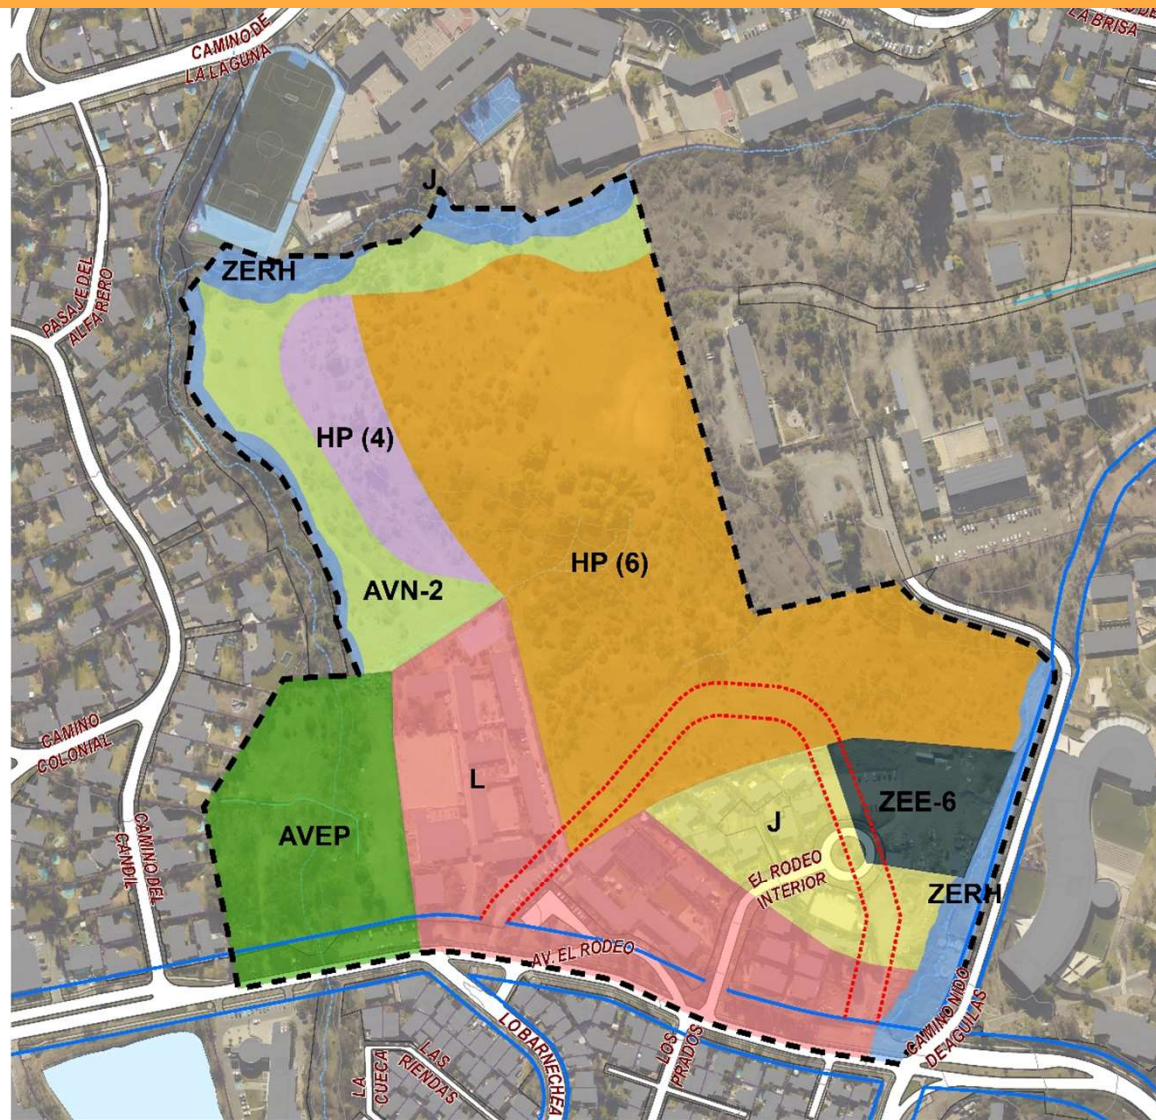 CAMINO DE
LA LAGUNA
LA BRISA
J
ZERH
PASAJE DEL
ALFARERO
HP (4)
HP (6)
AVN-2
CAMINO
COLONIAL
L
ZEE-6
J
AVEP
CAMINO DEL
CANDIL
EL RODEO
INTERIOR
ZERH
AV. EL RODEO
CAMINO NIDO
DE AGUILAS
LOBARNECHEA
LOS
PRADOS
LAS
RIENDAS
LA
CUECA